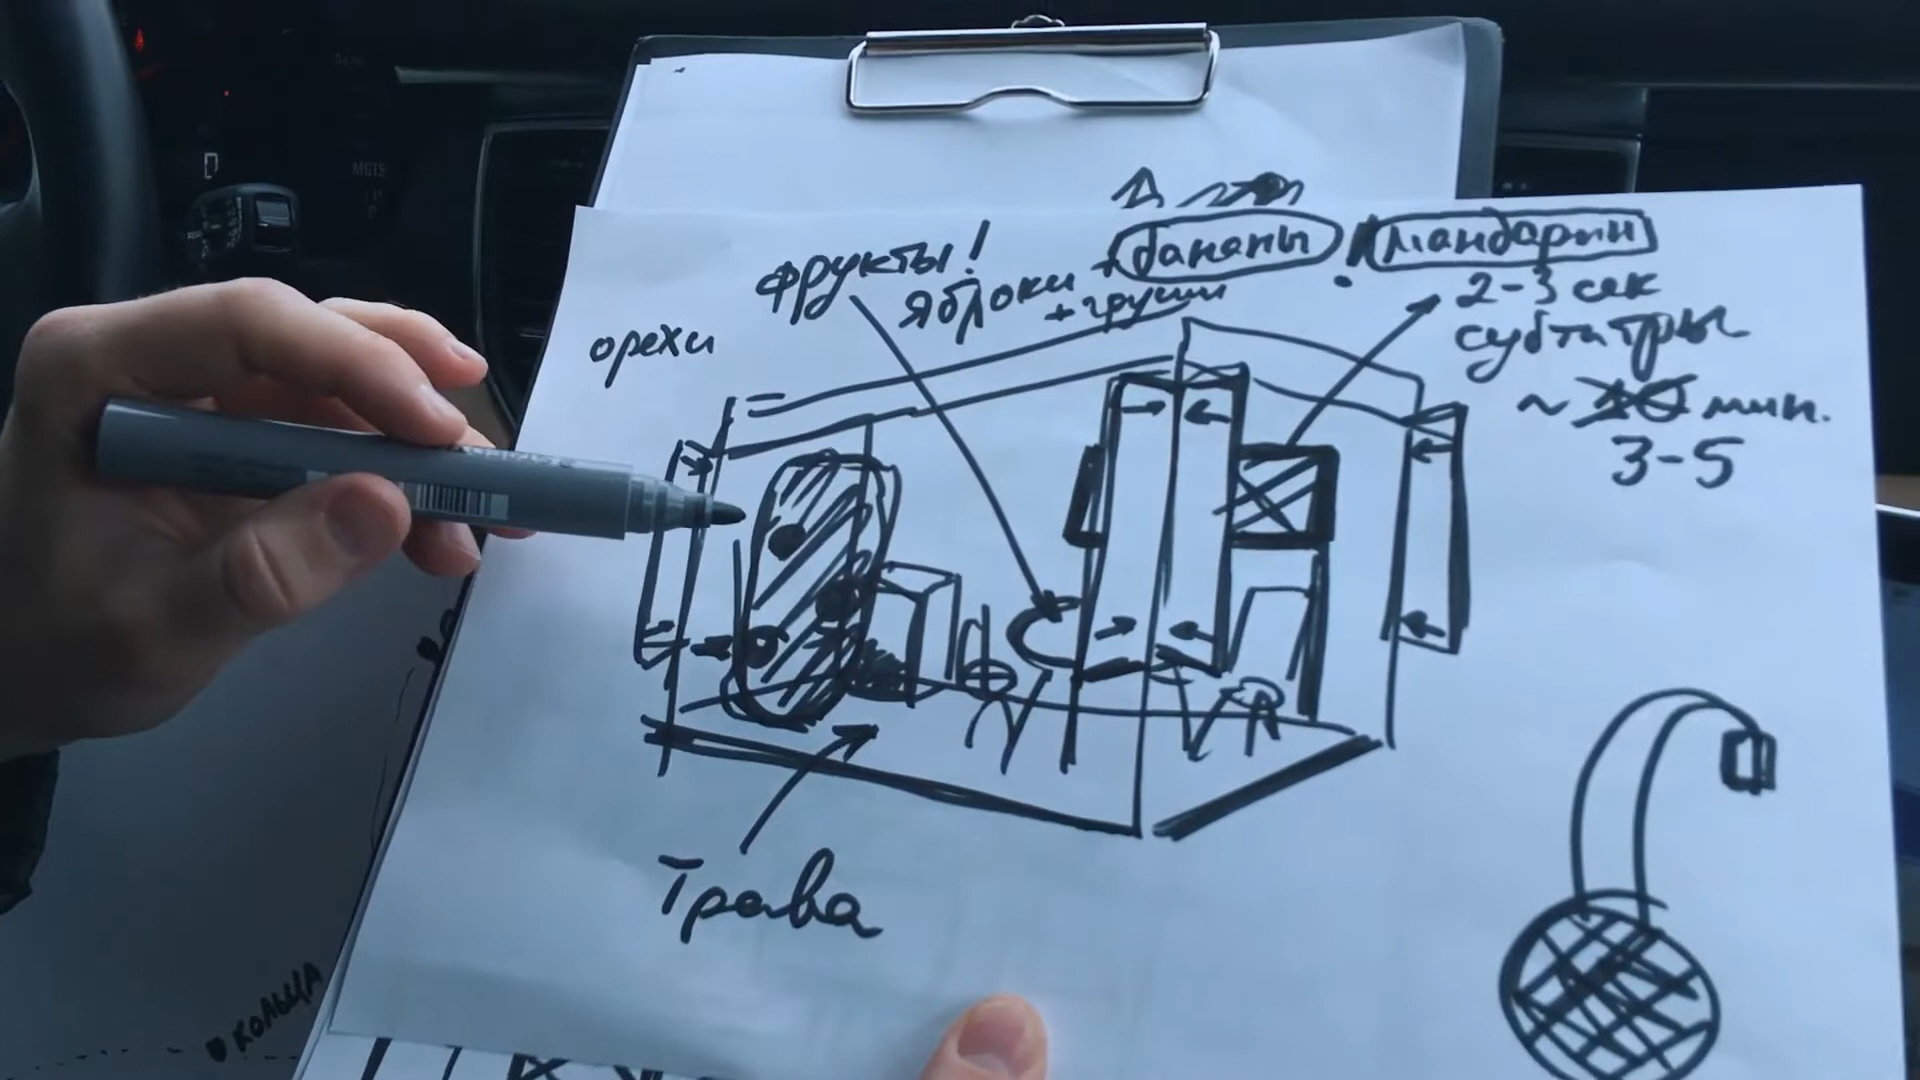 фрукты!
яблоки + бананы
+ груши
мандарин
2-3 сек
субтитры
~ мин.
3-5
орехи
Трава
кольца
D